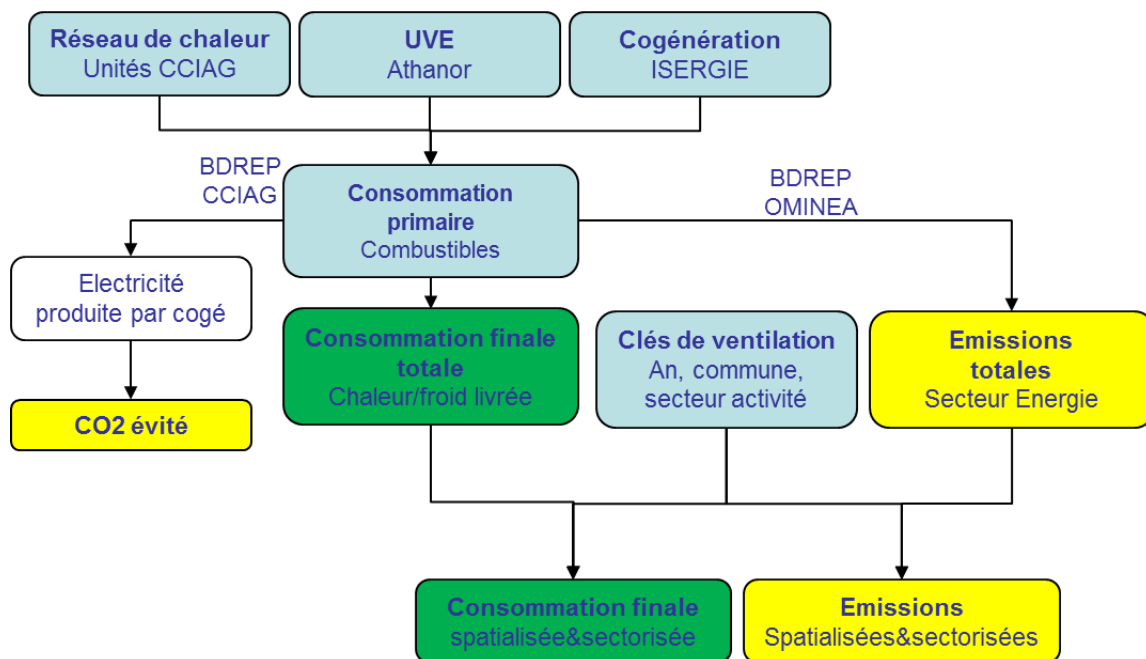 Réseau de chaleur
Unités CCIAG
UVE
Athanor
Cogénération
ISERGIE
BDREP
CCIAG
Consommation
primaire
Combustibles
BDREP
OMINEA
Electricité
produite par cogé
Consommation finale
totale
Chaleur/froid livrée
Clés de ventilation
An, commune,
secteur activité
Emissions
totales
Secteur Energie
CO2 évité
Consommation finale
spatialisée&sectorisée
Emissions
Spatialisées&sectorisées